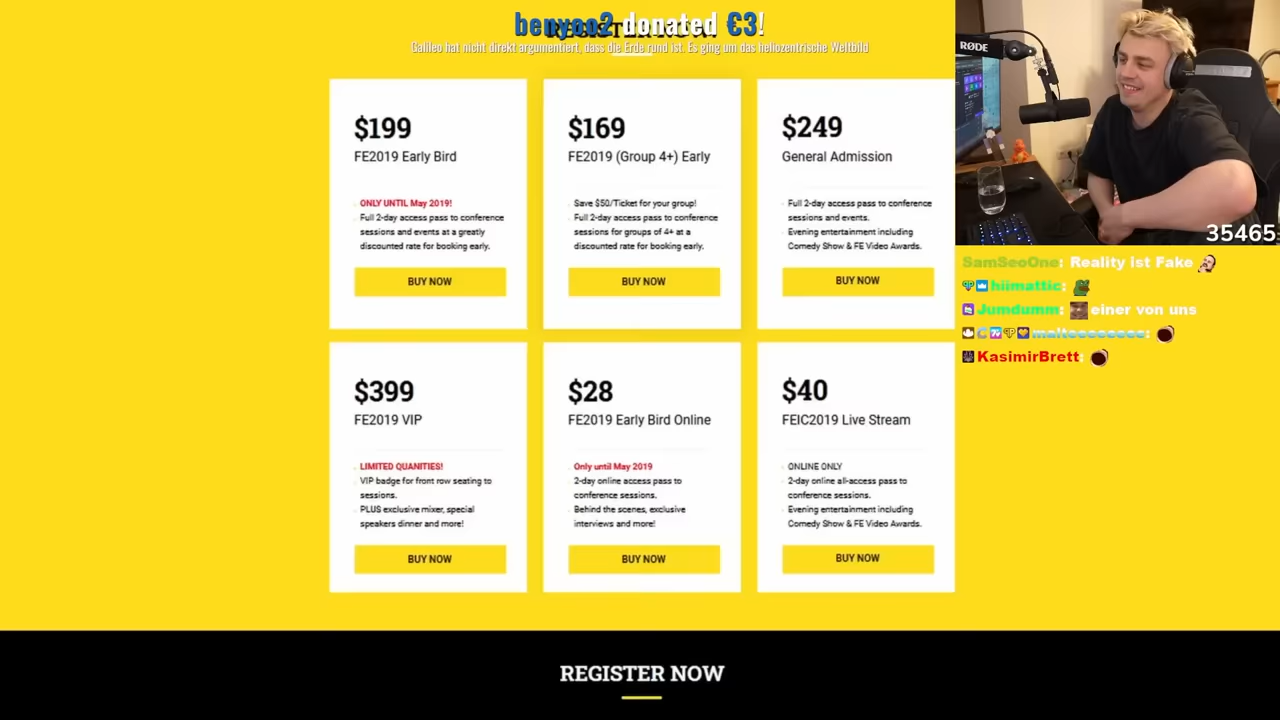 benyoo2 donated €3!
REGISTER NOW
Galileo hat nicht direkt argumentiert, dass die Erde rund ist. Es ging um das heliozentrische Weltbild
$199
FE2019 Early Bird
ONLY UNTIL May 2019!
Full 2-day access pass to conference
sessions and events at a greatly
discounted rate for booking early.
BUY NOW
$169
FE2019 (Group 4+) Early
Save $50/Ticket for your group!
Full 2-day access pass to conference
sessions for groups of 4+ at a
discounted rate for booking early.
BUY NOW
$249
General Admission
Full 2-day access pass to conference
sessions and events.
Evening entertainment including
Comedy Show & FE Video Awards.
BUY NOW
$399
FE2019 VIP
LIMITED QUANITIES!
VIP badge for front row seating to
sessions.
PLUS exclusive mixer, special
speakers dinner and more!
BUY NOW
$28
FE2019 Early Bird Online
Only until May 2019
2-day online access pass to
conference sessions.
Behind the scenes, exclusive
interviews and more!
BUY NOW
$40
FEIC2019 Live Stream
ONLINE ONLY
2-day online all-access pass to
conference sessions.
Evening entertainment including
Comedy Show & FE Video Awards.
BUY NOW
REGISTER NOW
RØDE
35465
SamSeoOne: Reality ist Fake
hiimattic:
Jumdumm: einer von uns
KasimirBrett: